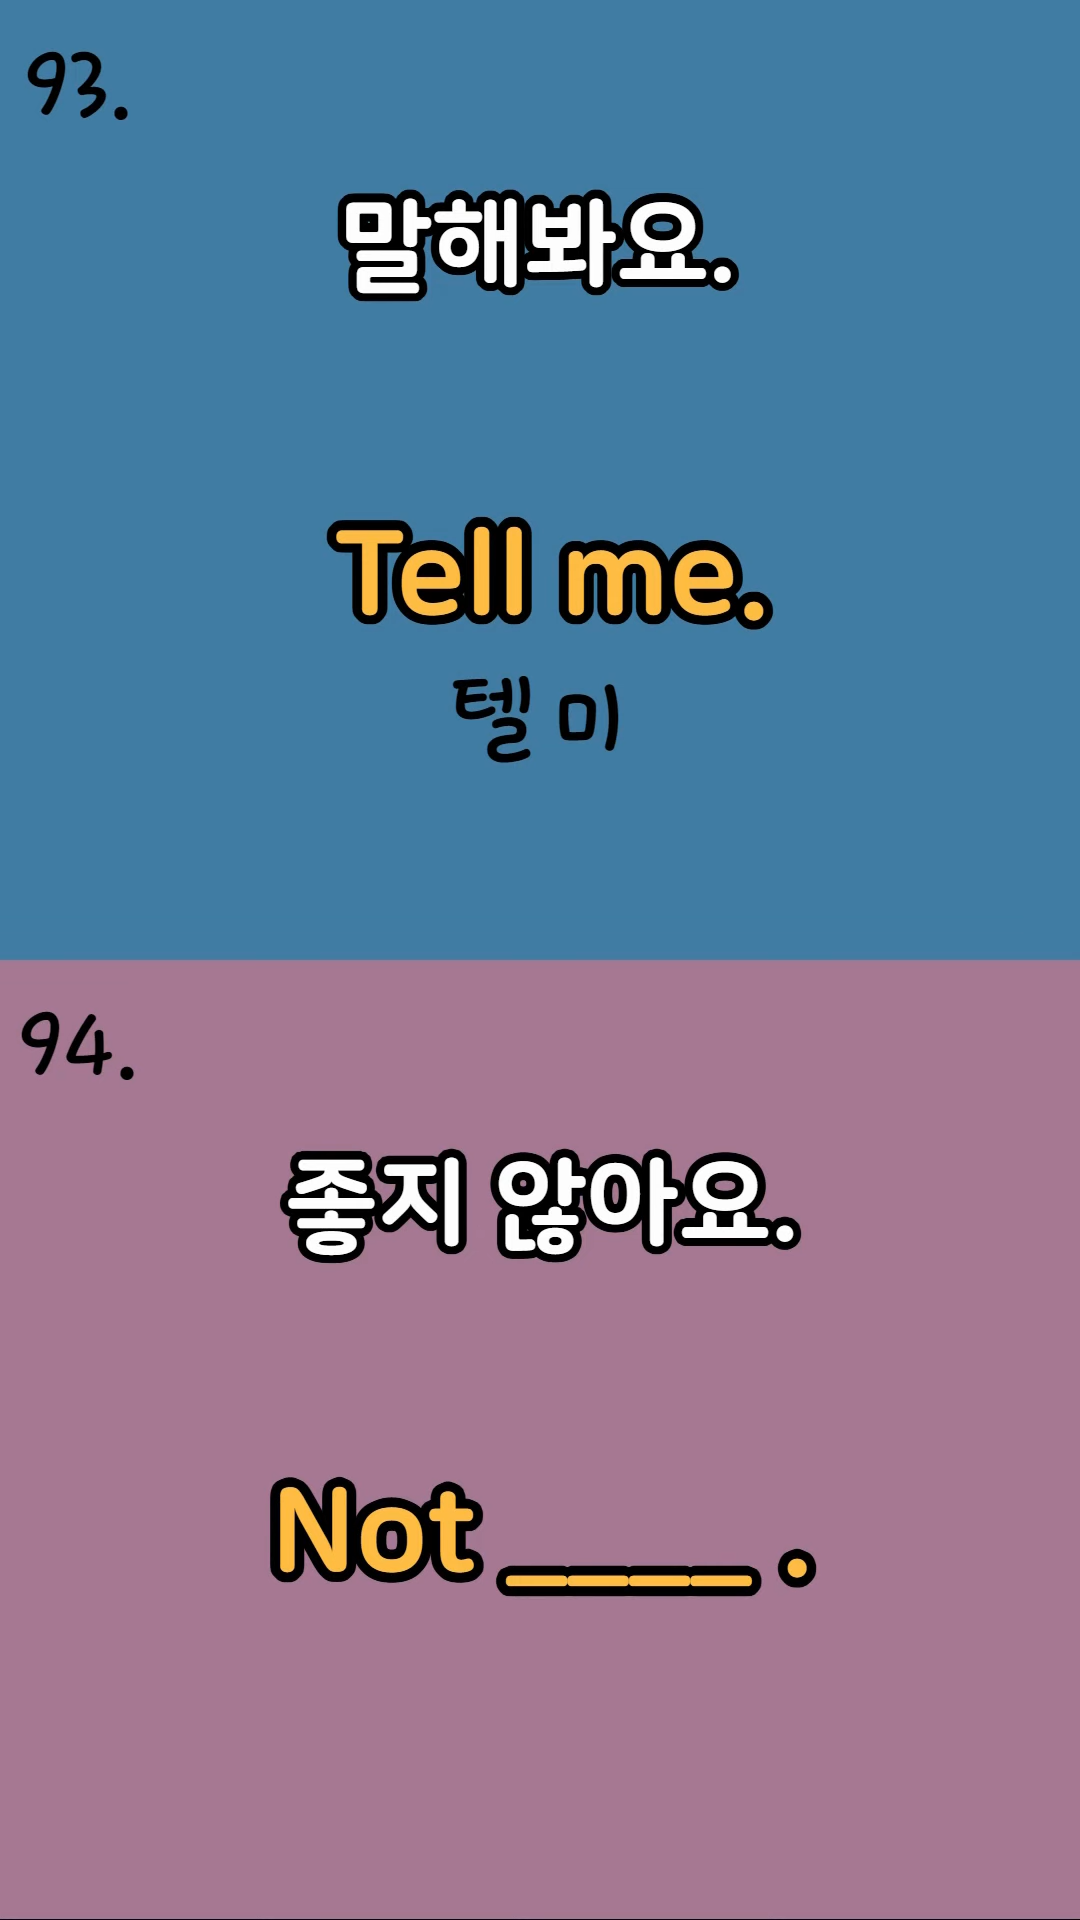 93.
말해봐요.
Tell me.
텔 미
94.
좋지 않아요.
Not ____ .